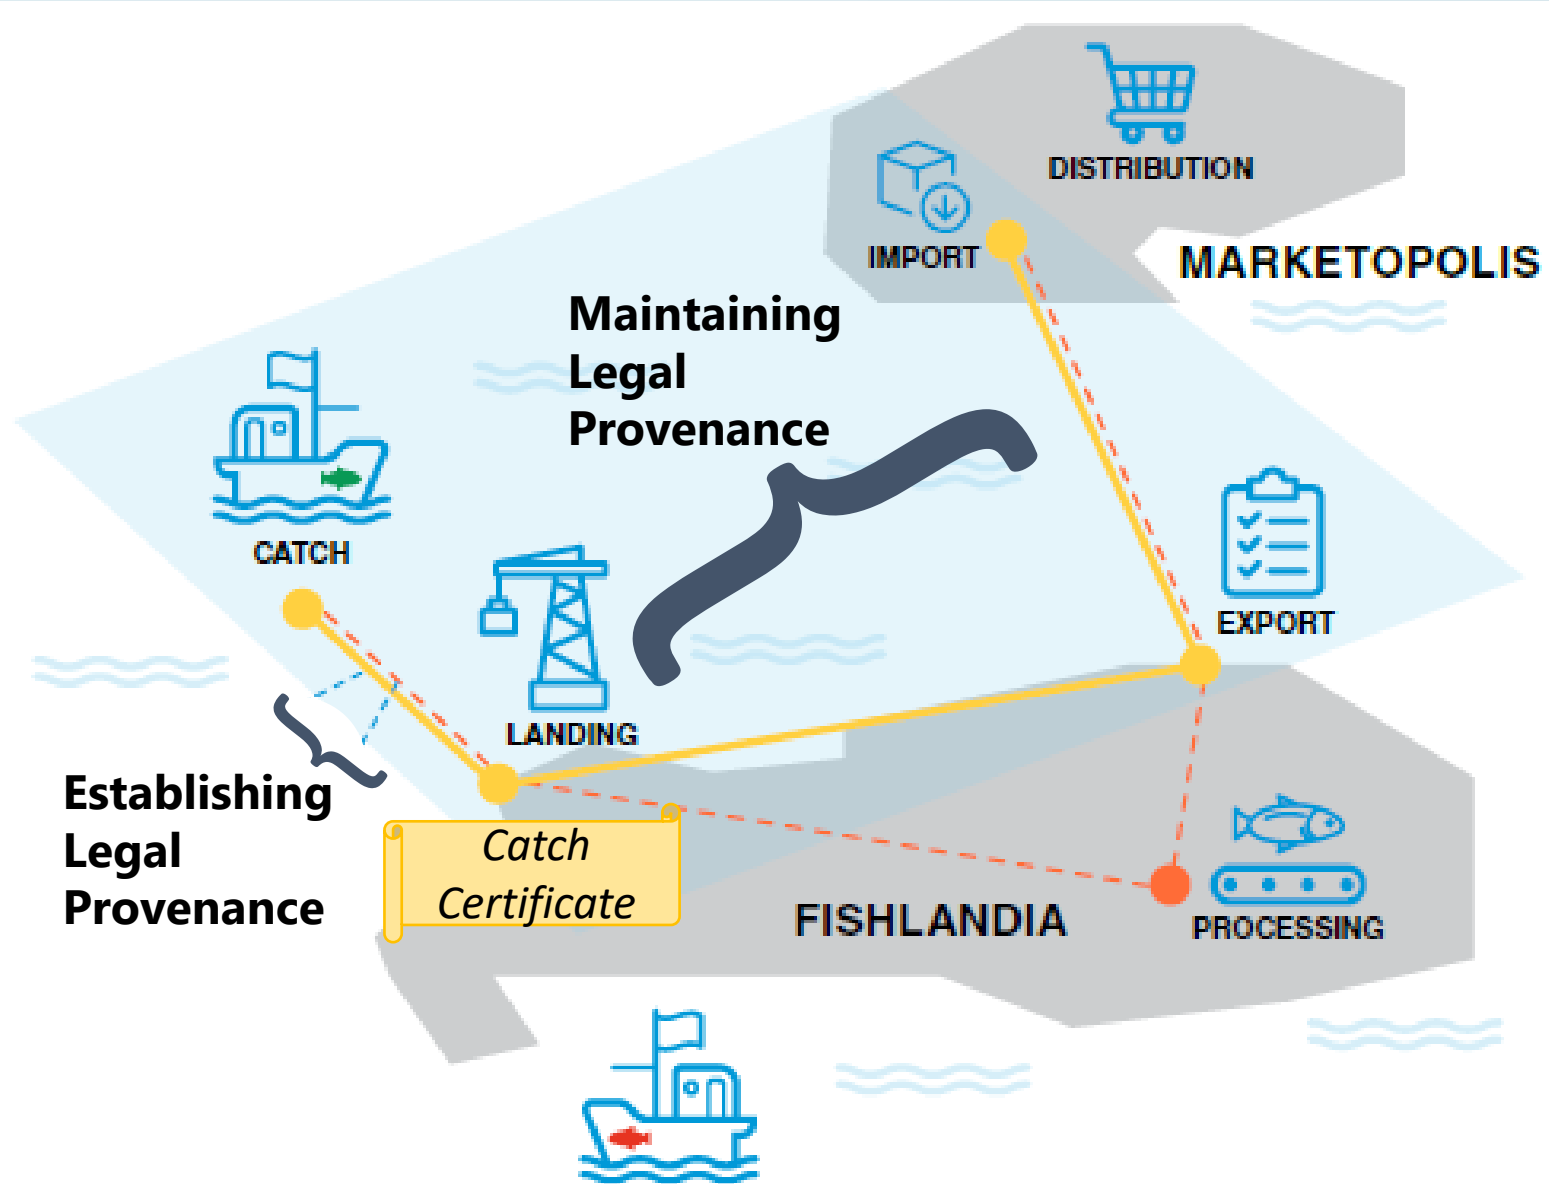 DISTRIBUTION
IMPORT
MARKETOPOLIS
Maintaining
Legal
Provenance
CATCH
EXPORT
LANDING
Establishing
Legal
Provenance
Catch
Certificate
FISHLANDIA
PROCESSING